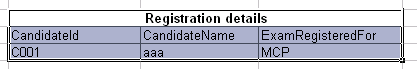 Registration details
CandidateId CandidateName ExamRegisteredFor
C001 aaa MCP